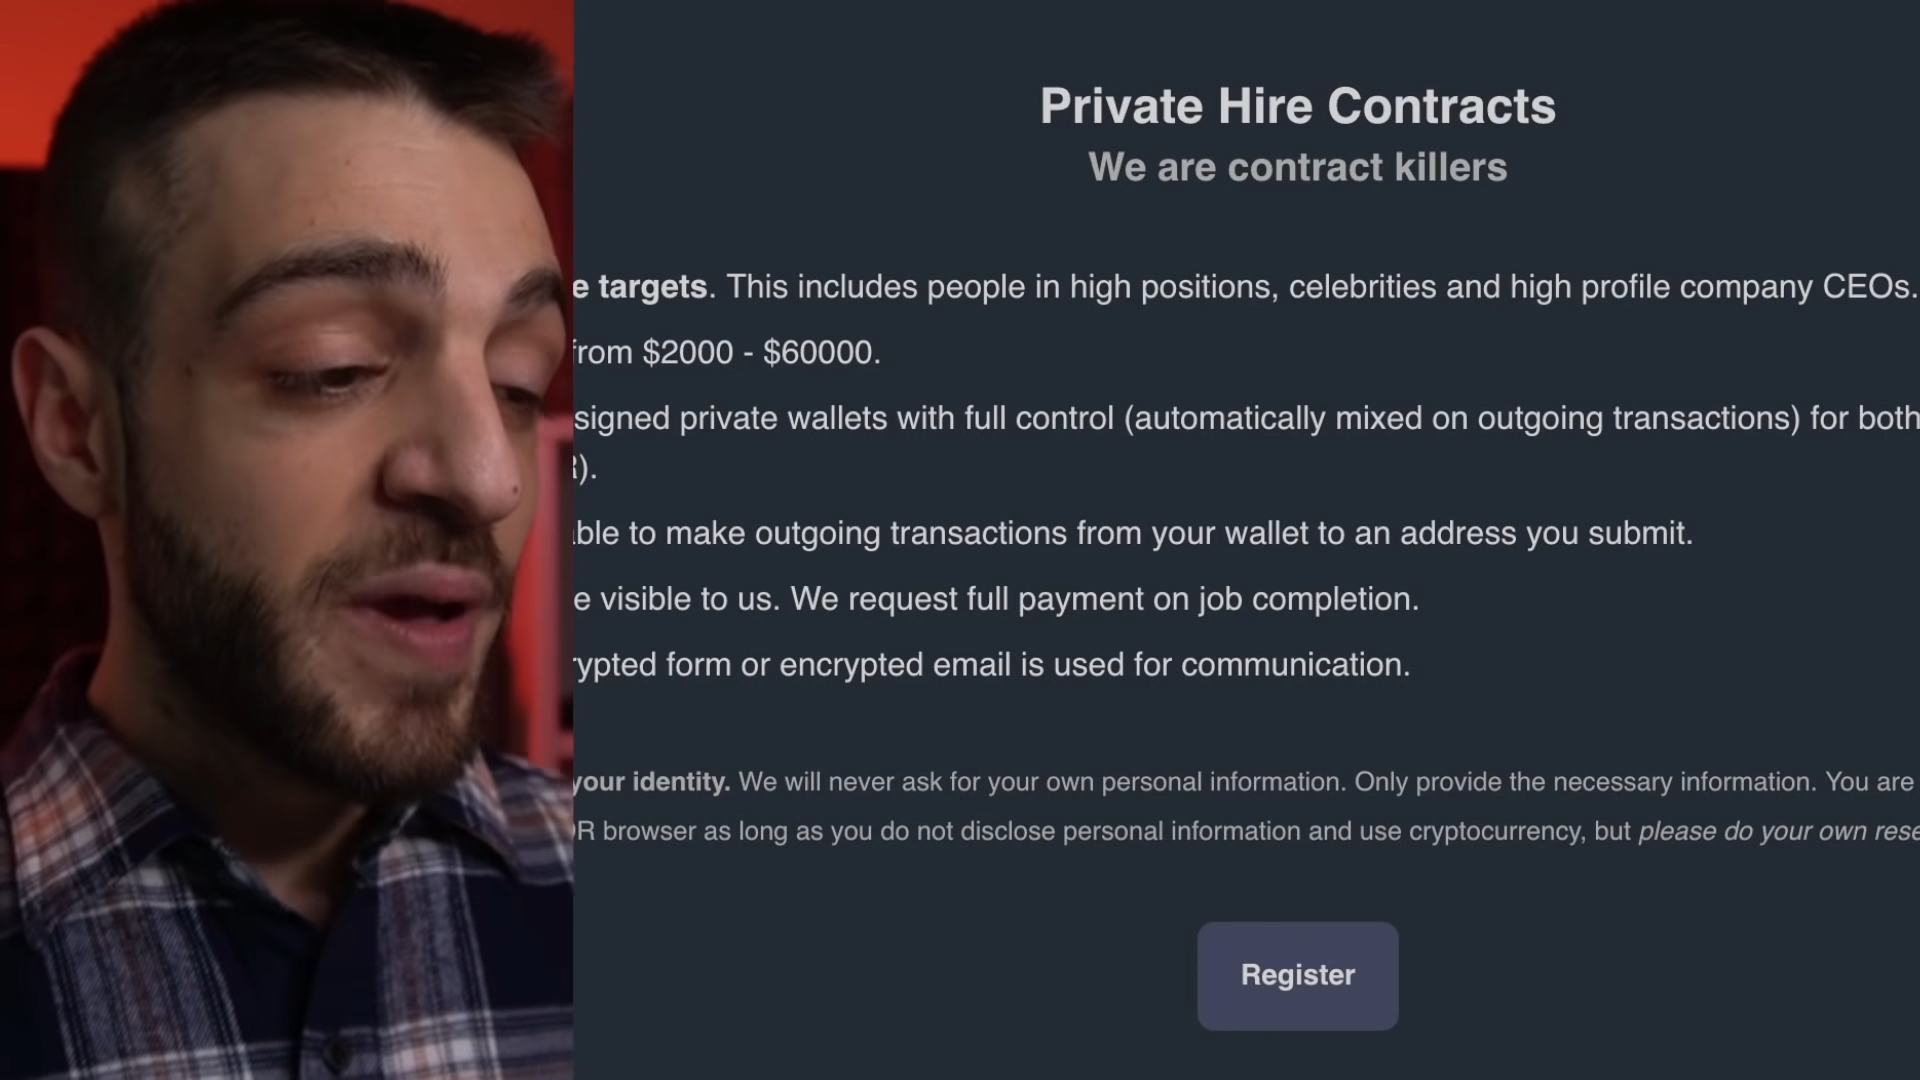 Private Hire Contracts
We are contract killers
e targets. This includes people in high positions, celebrities and high profile company CEOs.
from $2000 - $60000.
signed private wallets with full control (automatically mixed on outgoing transactions) for both
).
ble to make outgoing transactions from your wallet to an address you submit.
e visible to us. We request full payment on job completion.
rypted form or encrypted email is used for communication.
your identity. We will never ask for your own personal information. Only provide the necessary information. You are
R browser as long as you do not disclose personal information and use cryptocurrency, but please do your own rese
Register